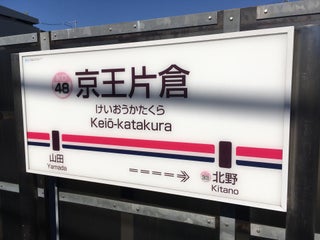 KO
48
京王片倉
けいおうかたくら
Keiō-katakura
山田
Yamada
北野
Kitano